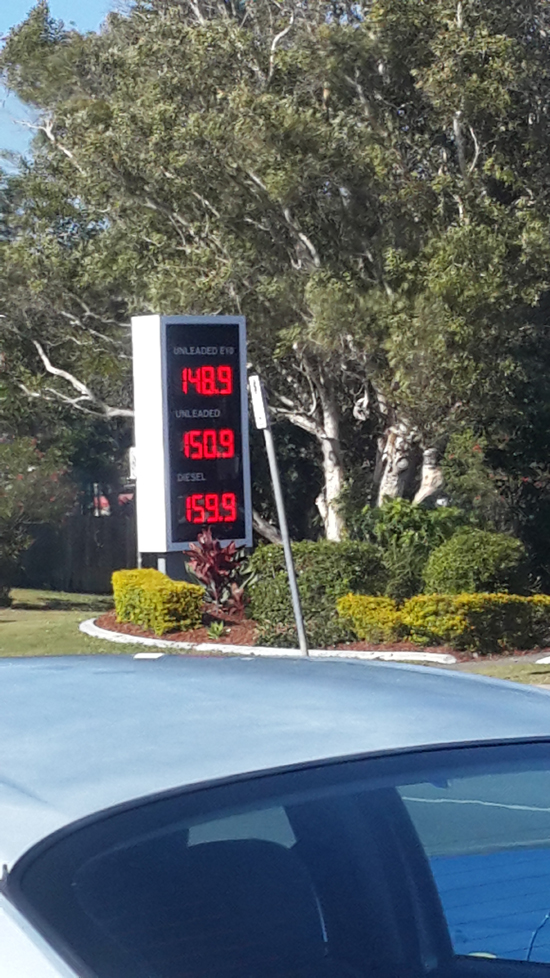 UNLEADED E10
148.9
UNLEADED
150.9
DIESEL
159.9